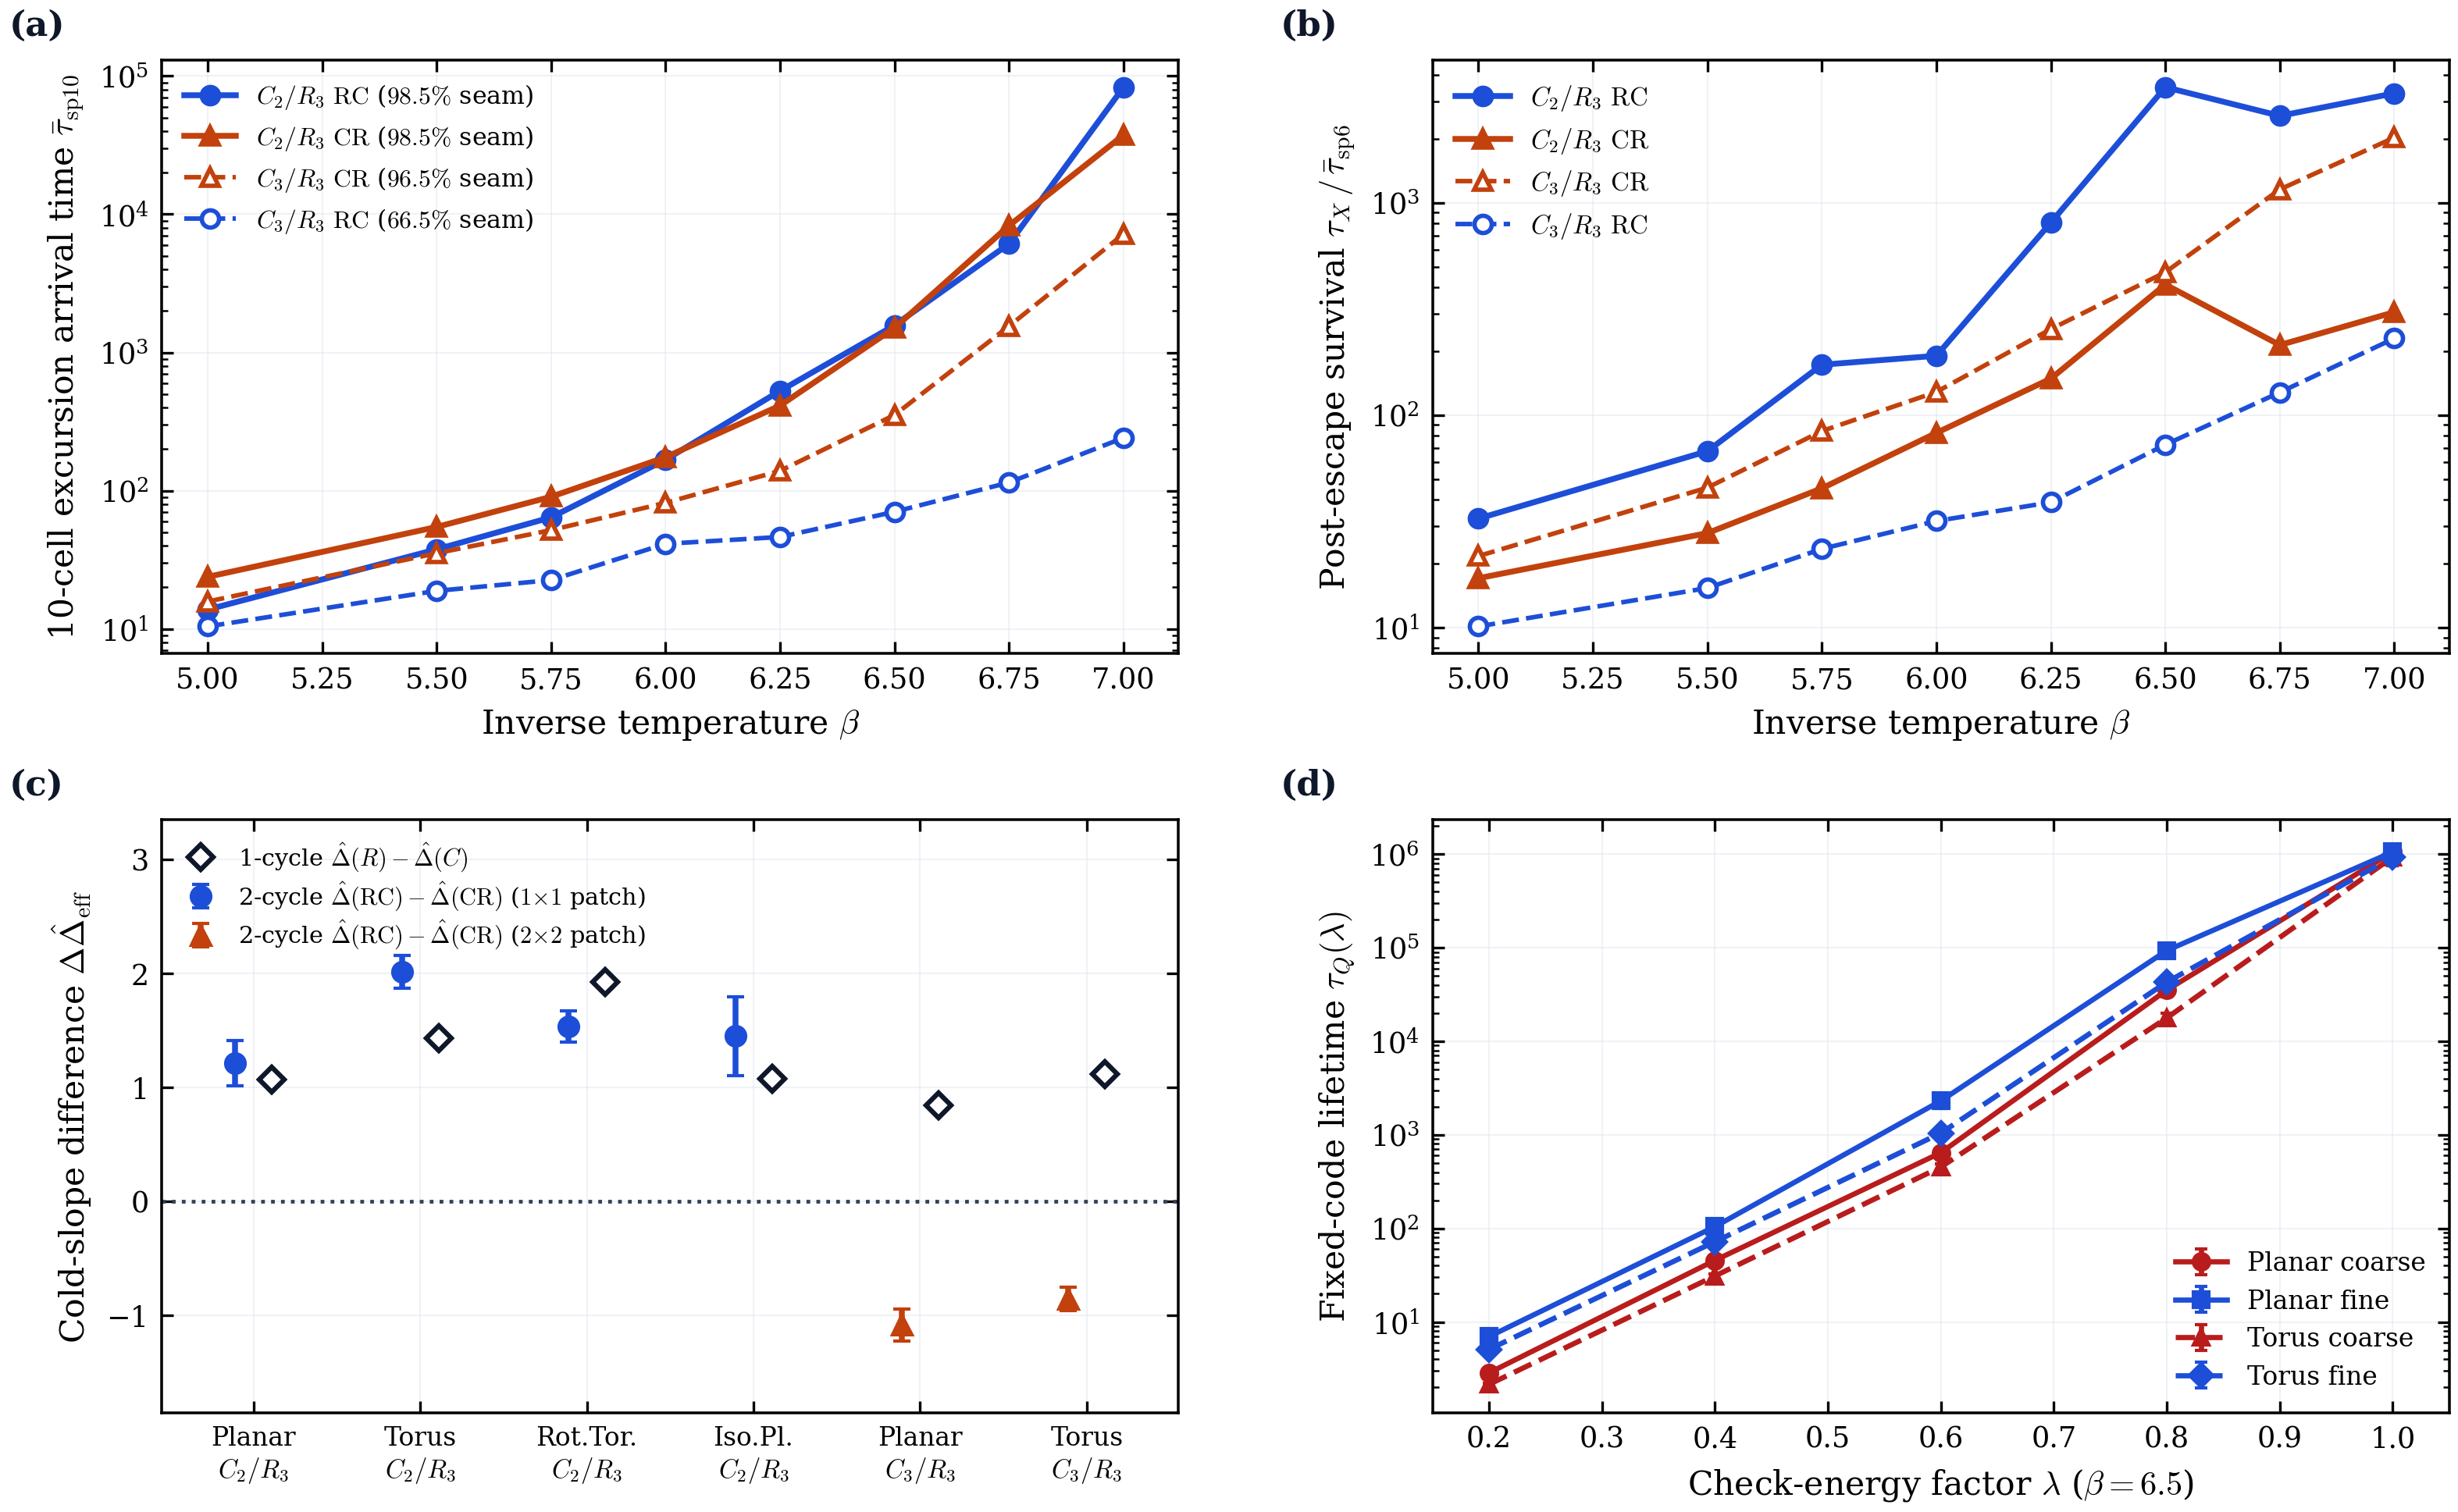 (a)
10-cell excursion arrival time τ̄sp10
10⁵
10⁴
10³
10²
10¹
C₂/R₃ RC (98.5% seam)
C₂/R₃ CR (98.5% seam)
C₃/R₃ CR (96.5% seam)
C₃/R₃ RC (66.5% seam)
5.00 5.25 5.50 5.75 6.00 6.25 6.50 6.75 7.00
Inverse temperature β
(b)
Post-escape survival τ_X / τ̄sp6
10³
10²
10¹
C₂/R₃ RC
C₂/R₃ CR
C₃/R₃ CR
C₃/R₃ RC
5.00 5.25 5.50 5.75 6.00 6.25 6.50 6.75 7.00
Inverse temperature β
(c)
Cold-slope difference ΔΔ̂eff
3
2
1
0
−1
1-cycle Δ̂(R) − Δ̂(C)
2-cycle Δ̂(RC) − Δ̂(CR) (1×1 patch)
2-cycle Δ̂(RC) − Δ̂(CR) (2×2 patch)
Planar Torus Rot.Tor. Iso.Pl. Planar Torus
C₂/R₃ C₂/R₃ C₂/R₃ C₂/R₃ C₃/R₃ C₃/R₃
(d)
Fixed-code lifetime τ_Q(λ)
10⁶
10⁵
10⁴
10³
10²
10¹
Planar coarse
Planar fine
Torus coarse
Torus fine
0.2 0.3 0.4 0.5 0.6 0.7 0.8 0.9 1.0
Check-energy factor λ (β = 6.5)